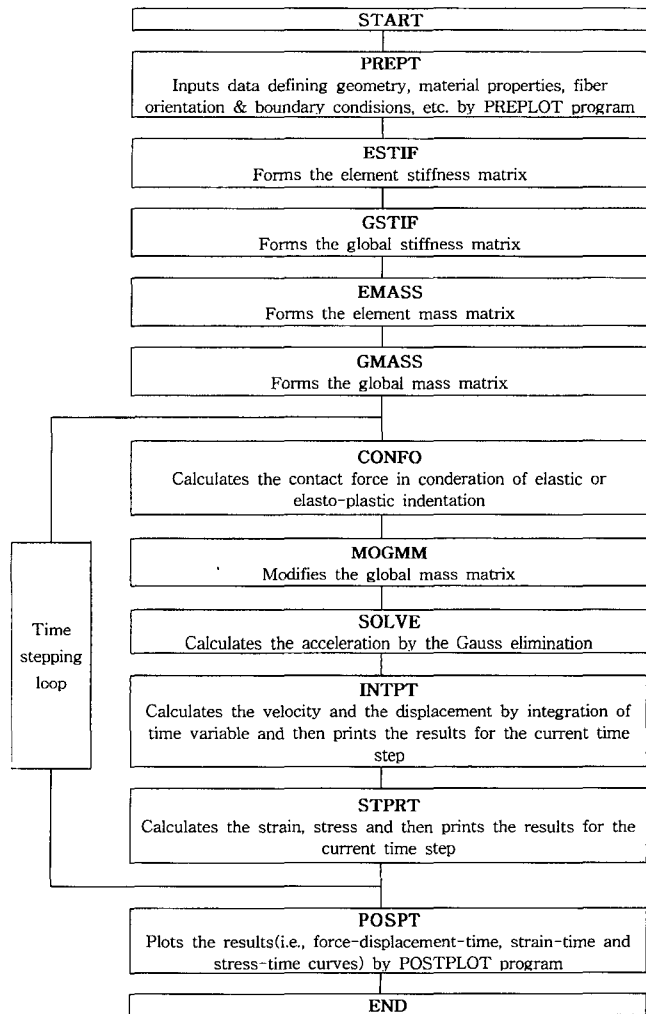 START
PREPT
Inputs data defining geometry, material properties, fiber
orientation & boundary condisions, etc. by PREPLOT program
ESTIF
Forms the element stiffness matrix
GSTIF
Forms the global stiffness matrix
EMASS
Forms the element mass matrix
GMASS
Forms the global mass matrix
CONFO
Calculates the contact force in conderation of elastic or
elasto-plastic indentation
MOGMM
Modifies the global mass matrix
SOLVE
Calculates the acceleration by the Gauss elimination
Time
stepping
loop
INTPT
Calculates the velocity and the displacement by integration of
time variable and then prints the results for the current time
step
STPRT
Calculates the strain, stress and then prints the results for the
current time step
POSPT
Plots the results(i.e., force-displacement-time, strain-time and
stress-time curves) by POSTPLOT program
END